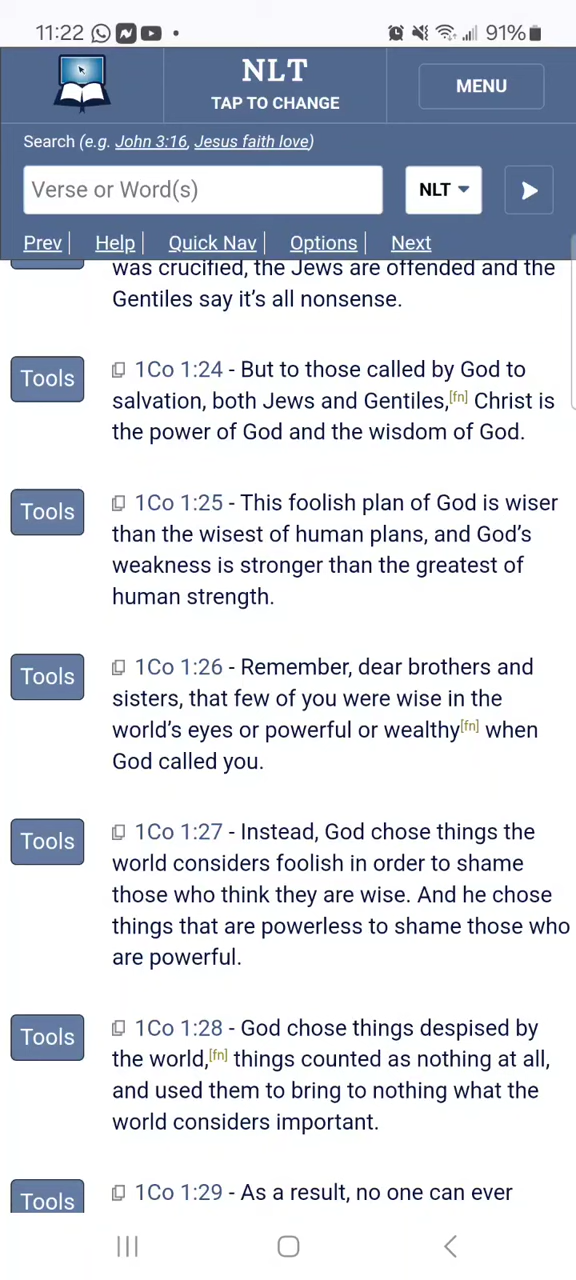 11:22
91%
NLT
TAP TO CHANGE
MENU
Search (e.g. John 3:16, Jesus faith love)
Verse or Word(s)
NLT
Prev Help Quick Nav Options Next
was crucified, the Jews are offended and the
Gentiles say it’s all nonsense.
Tools
1Co 1:24 - But to those called by God to
salvation, both Jews and Gentiles,[fn] Christ is
the power of God and the wisdom of God.
Tools
1Co 1:25 - This foolish plan of God is wiser
than the wisest of human plans, and God’s
weakness is stronger than the greatest of
human strength.
Tools
1Co 1:26 - Remember, dear brothers and
sisters, that few of you were wise in the
world’s eyes or powerful or wealthy[fn] when
God called you.
Tools
1Co 1:27 - Instead, God chose things the
world considers foolish in order to shame
those who think they are wise. And he chose
things that are powerless to shame those who
are powerful.
Tools
1Co 1:28 - God chose things despised by
the world,[fn] things counted as nothing at all,
and used them to bring to nothing what the
world considers important.
Tools
1Co 1:29 - As a result, no one can ever